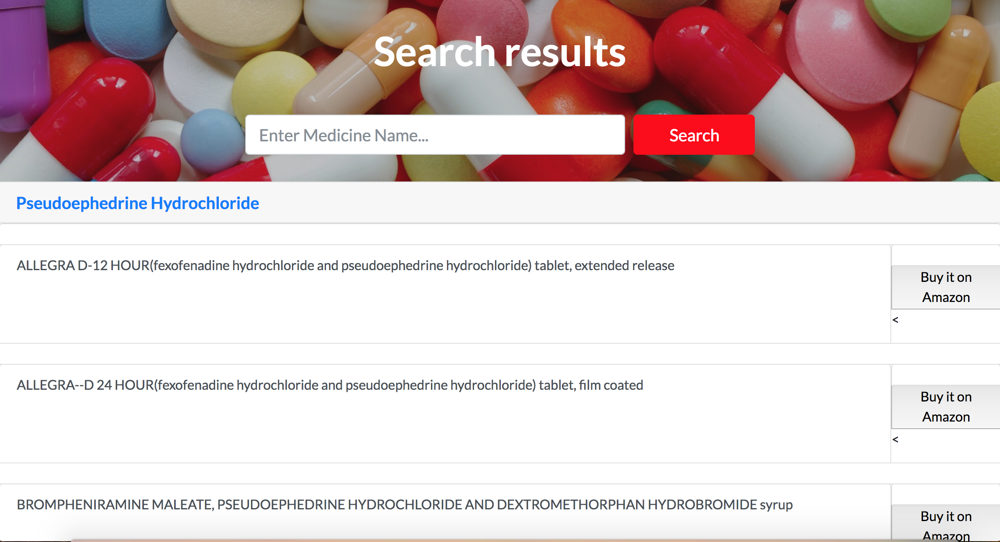 Search results
Enter Medicine Name...
Search
Pseudoephedrine Hydrochloride
ALLEGRA D-12 HOUR(fexofenadine hydrochloride and pseudoephedrine hydrochloride) tablet, extended release
Buy it on
Amazon
<
ALLEGRA--D 24 HOUR(fexofenadine hydrochloride and pseudoephedrine hydrochloride) tablet, film coated
Buy it on
Amazon
<
BROMPHENIRAMINE MALEATE, PSEUDOEPHEDRINE HYDROCHLORIDE AND DEXTROMETHORPHAN HYDROBROMIDE syrup
Buy it on
Amazon